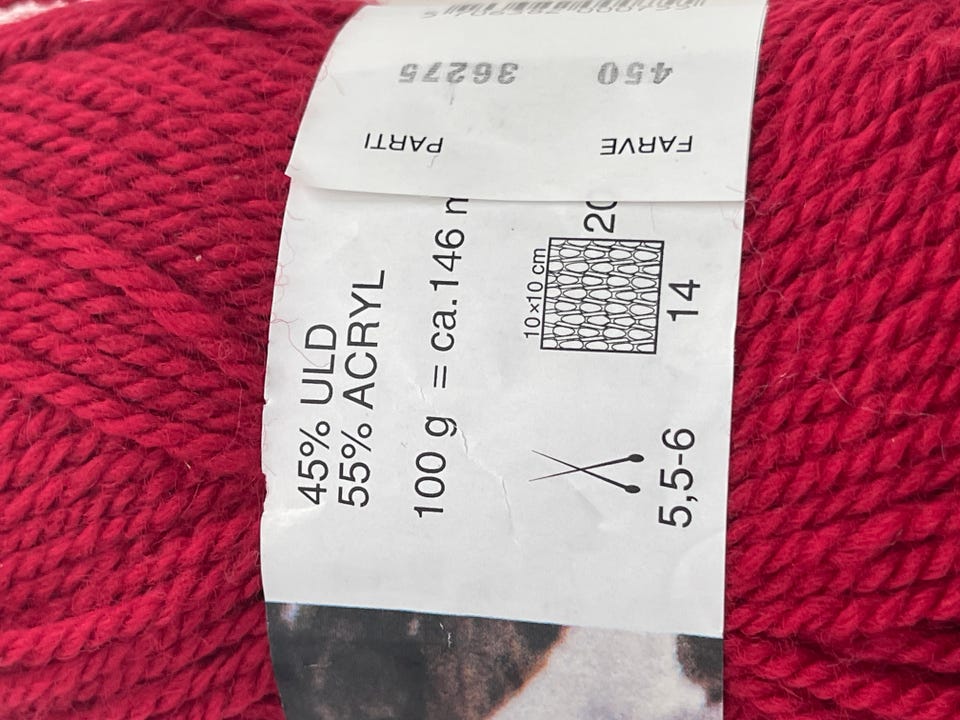 45% ULD
55% ACRYL
100 g = ca.146
10×10 cm
20
14
5,5-6
FARVE PARTI
450 36275